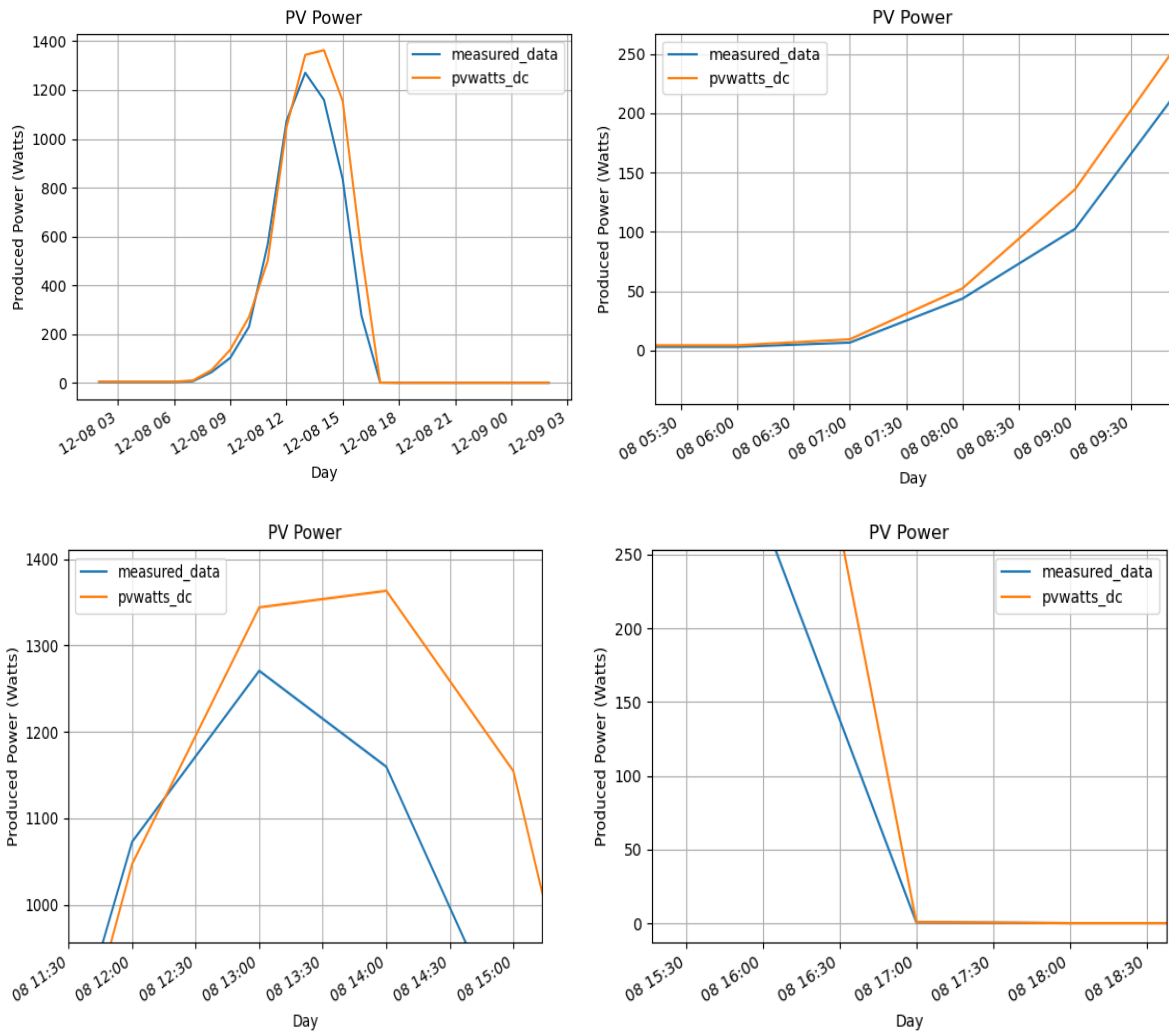 PV Power
measured_data
pvwatts_dc
Produced Power (Watts)
1400
1200
1000
800
600
400
200
0
12-08 03
12-08 06
12-08 09
12-08 12
12-08 15
12-08 18
12-08 21
12-09 00
12-09 03
Day
PV Power
measured_data
pvwatts_dc
Produced Power (Watts)
250
200
150
100
50
0
08 05:30
08 06:00
08 06:30
08 07:00
08 07:30
08 08:00
08 08:30
08 09:00
08 09:30
Day
PV Power
measured_data
pvwatts_dc
Produced Power (Watts)
1400
1300
1200
1100
1000
08 11:30
08 12:00
08 12:30
08 13:00
08 13:30
08 14:00
08 14:30
08 15:00
Day
PV Power
measured_data
pvwatts_dc
Produced Power (Watts)
250
200
150
100
50
0
08 15:30
08 16:00
08 16:30
08 17:00
08 17:30
08 18:00
08 18:30
Day